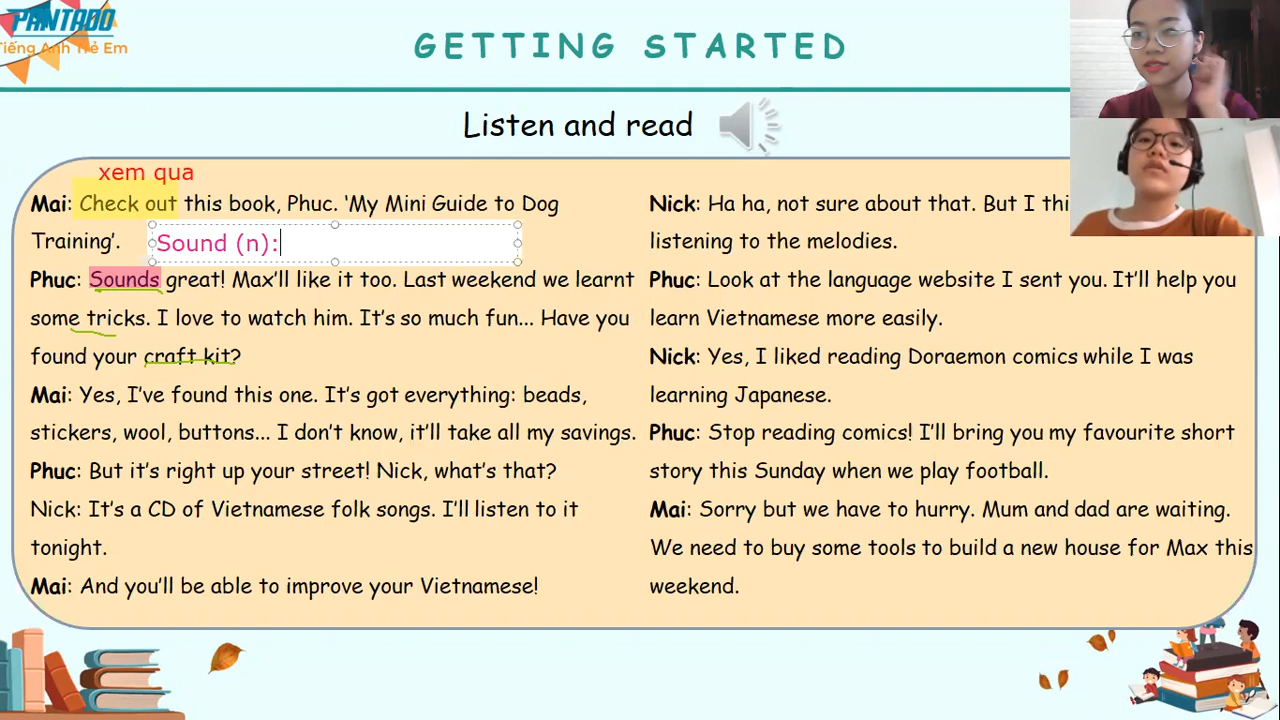 PANTADO
Tiếng Anh Trẻ Em
GETTING STARTED
Listen and read
xem qua
Mai: Check out this book, Phuc. ‘My Mini Guide to Dog
Training’.
Sound (n):
Phuc: Sounds great! Max’ll like it too. Last weekend we learnt
some tricks. I love to watch him. It’s so much fun... Have you
found your craft kit?
Mai: Yes, I’ve found this one. It’s got everything: beads,
stickers, wool, buttons... I don’t know, it’ll take all my savings.
Phuc: But it’s right up your street! Nick, what’s that?
Nick: It’s a CD of Vietnamese folk songs. I’ll listen to it
tonight.
Mai: And you’ll be able to improve your Vietnamese!
Nick: Ha ha, not sure about that. But I
listening to the melodies.
Phuc: Look at the language website I sent you. It’ll help you
learn Vietnamese more easily.
Nick: Yes, I liked reading Doraemon comics while I was
learning Japanese.
Phuc: Stop reading comics! I’ll bring you my favourite short
story this Sunday when we play football.
Mai: Sorry but we have to hurry. Mum and dad are waiting.
We need to buy some tools to build a new house for Max this
weekend.